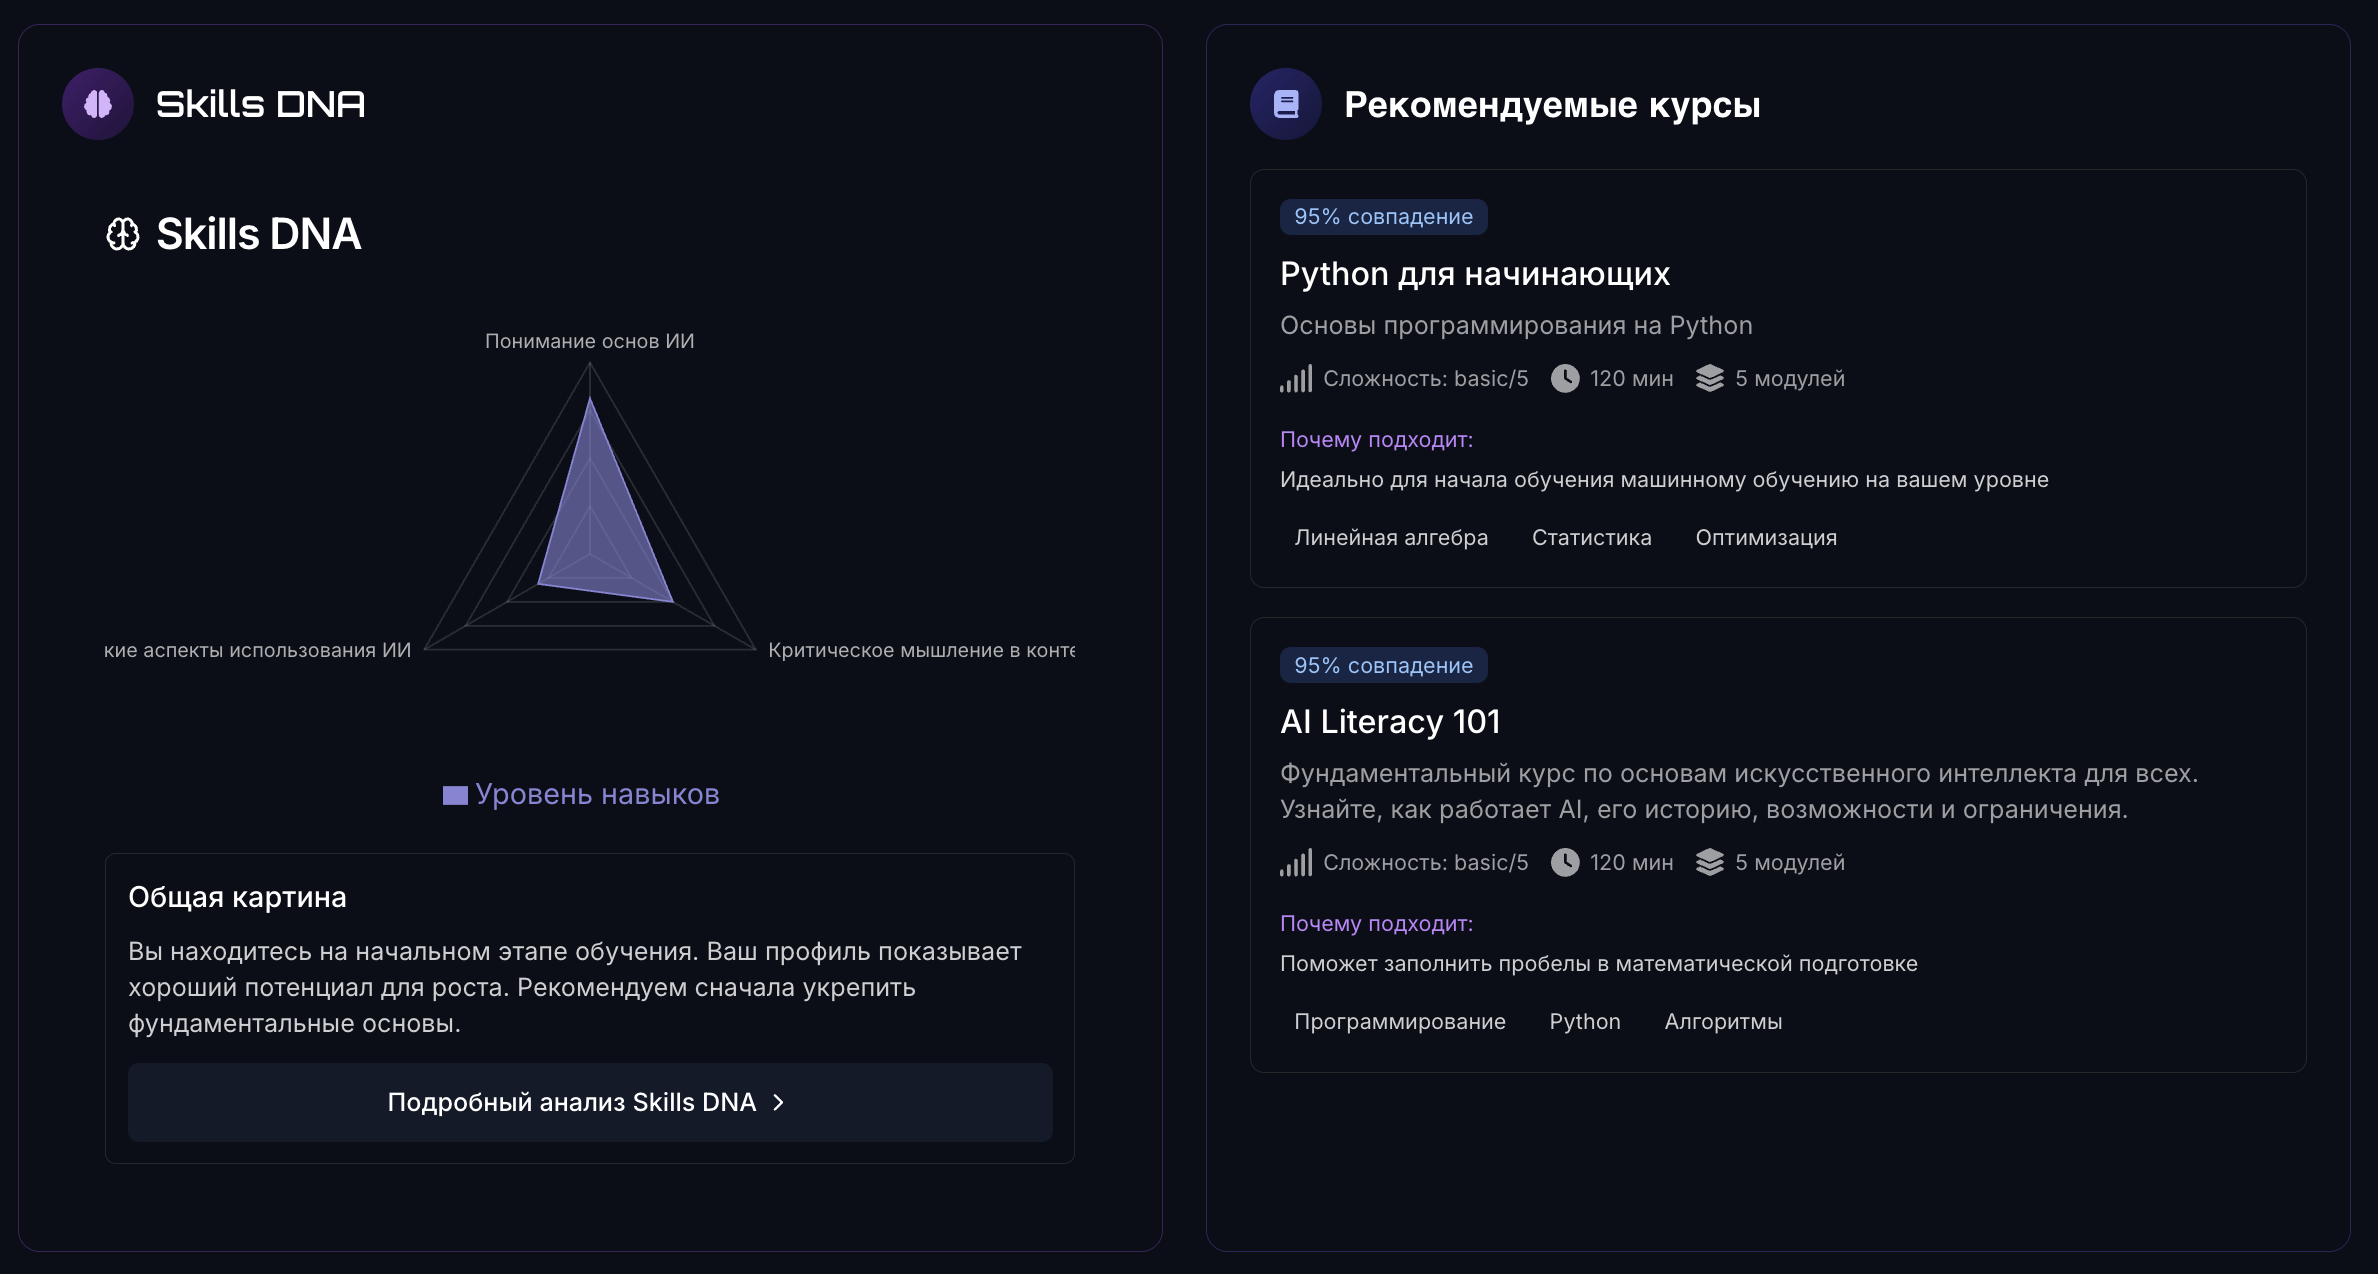 Skills DNA
Skills DNA
Понимание основ ИИ
кие аспекты использования ИИ
Критическое мышление в конте
Уровень навыков
Общая картина
Вы находитесь на начальном этапе обучения. Ваш профиль показывает
хороший потенциал для роста. Рекомендуем сначала укрепить
фундаментальные основы.
Подробный анализ Skills DNA
Рекомендуемые курсы
95% совпадение
Python для начинающих
Основы программирования на Python
Сложность: basic/5 120 мин 5 модулей
Почему подходит:
Идеально для начала обучения машинному обучению на вашем уровне
Линейная алгебра Статистика Оптимизация
95% совпадение
AI Literacy 101
Фундаментальный курс по основам искусственного интеллекта для всех.
Узнайте, как работает AI, его историю, возможности и ограничения.
Сложность: basic/5 120 мин 5 модулей
Почему подходит:
Поможет заполнить пробелы в математической подготовке
Программирование Python Алгоритмы